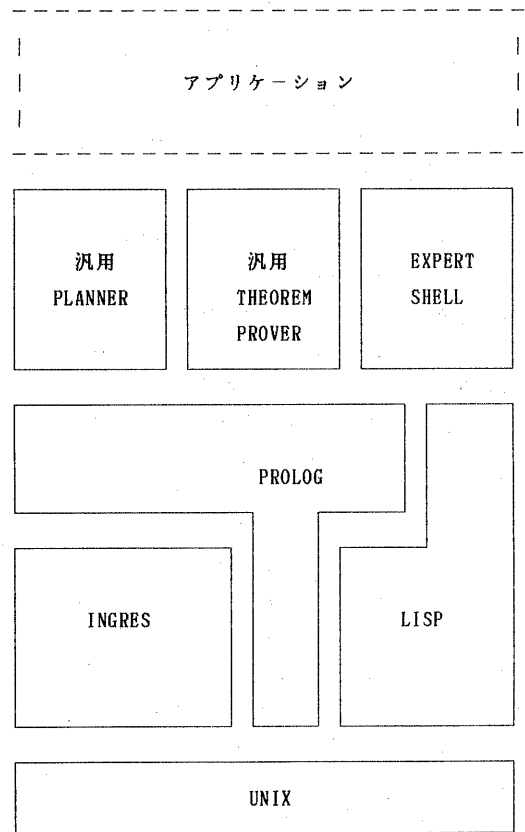 アプリケーション
汎用
PLANNER
汎用
THEOREM
PROVER
EXPERT
SHELL
PROLOG
INGRES
LISP
UNIX